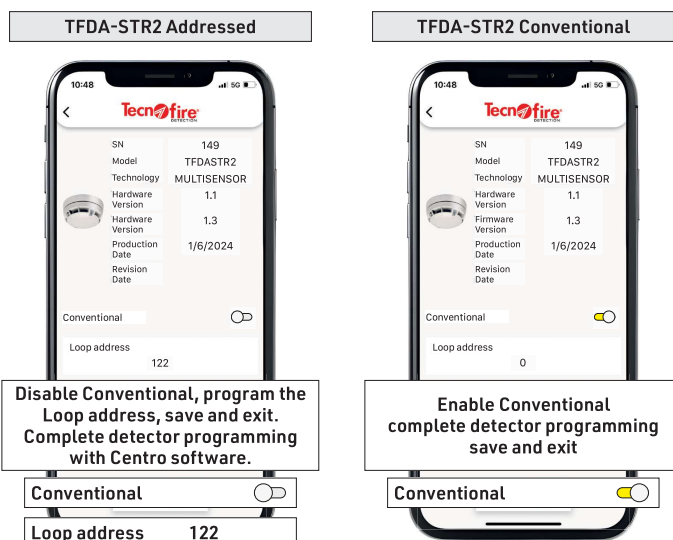 TFDA-STR2 Addressed
10:48
5G
Tecnofire
DETECTION
SN 149
Model TFDASTR2
Technology MULTISENSOR
Hardware
Version 1.1
Hardware
Version 1.3
Production
Date 1/6/2024
Revision
Date
Conventional
Loop address
122
Disable Conventional, program the
Loop address, save and exit.
Complete detector programming
with Centro software.
Conventional
Loop address 122
TFDA-STR2 Conventional
10:48
5G
Tecnofire
DETECTION
SN 149
Model TFDASTR2
Technology MULTISENSOR
Hardware
Version 1.1
Firmware
Version 1.3
Production
Date 1/6/2024
Revision
Date
Conventional
Loop address
0
Enable Conventional
complete detector programming
save and exit
Conventional